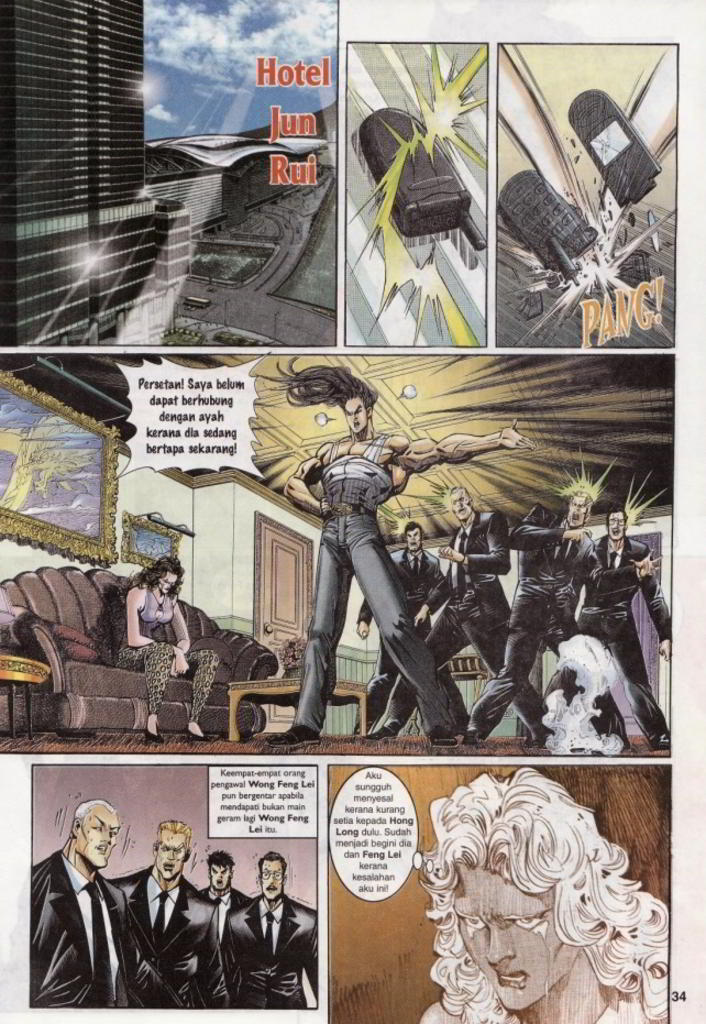 Hotel
Jun
Rui
PANG!
Persetan! Saya belum
dapat berhubung
dengan ayah
kerana dia sedang
bertapa sekarang!
Keempat-empat orang
pengawal Wong Feng Lei
pun bergentar apabila
mendapati bukan main
geram lagi Wong Feng
Lei itu.
Aku
sungguh
menyesal
kerana kurang
setia kepada Hong
Long dulu. Sudah
menjadi begini dia
dan Feng Lei
kerana
kesalahan
aku ini!
34